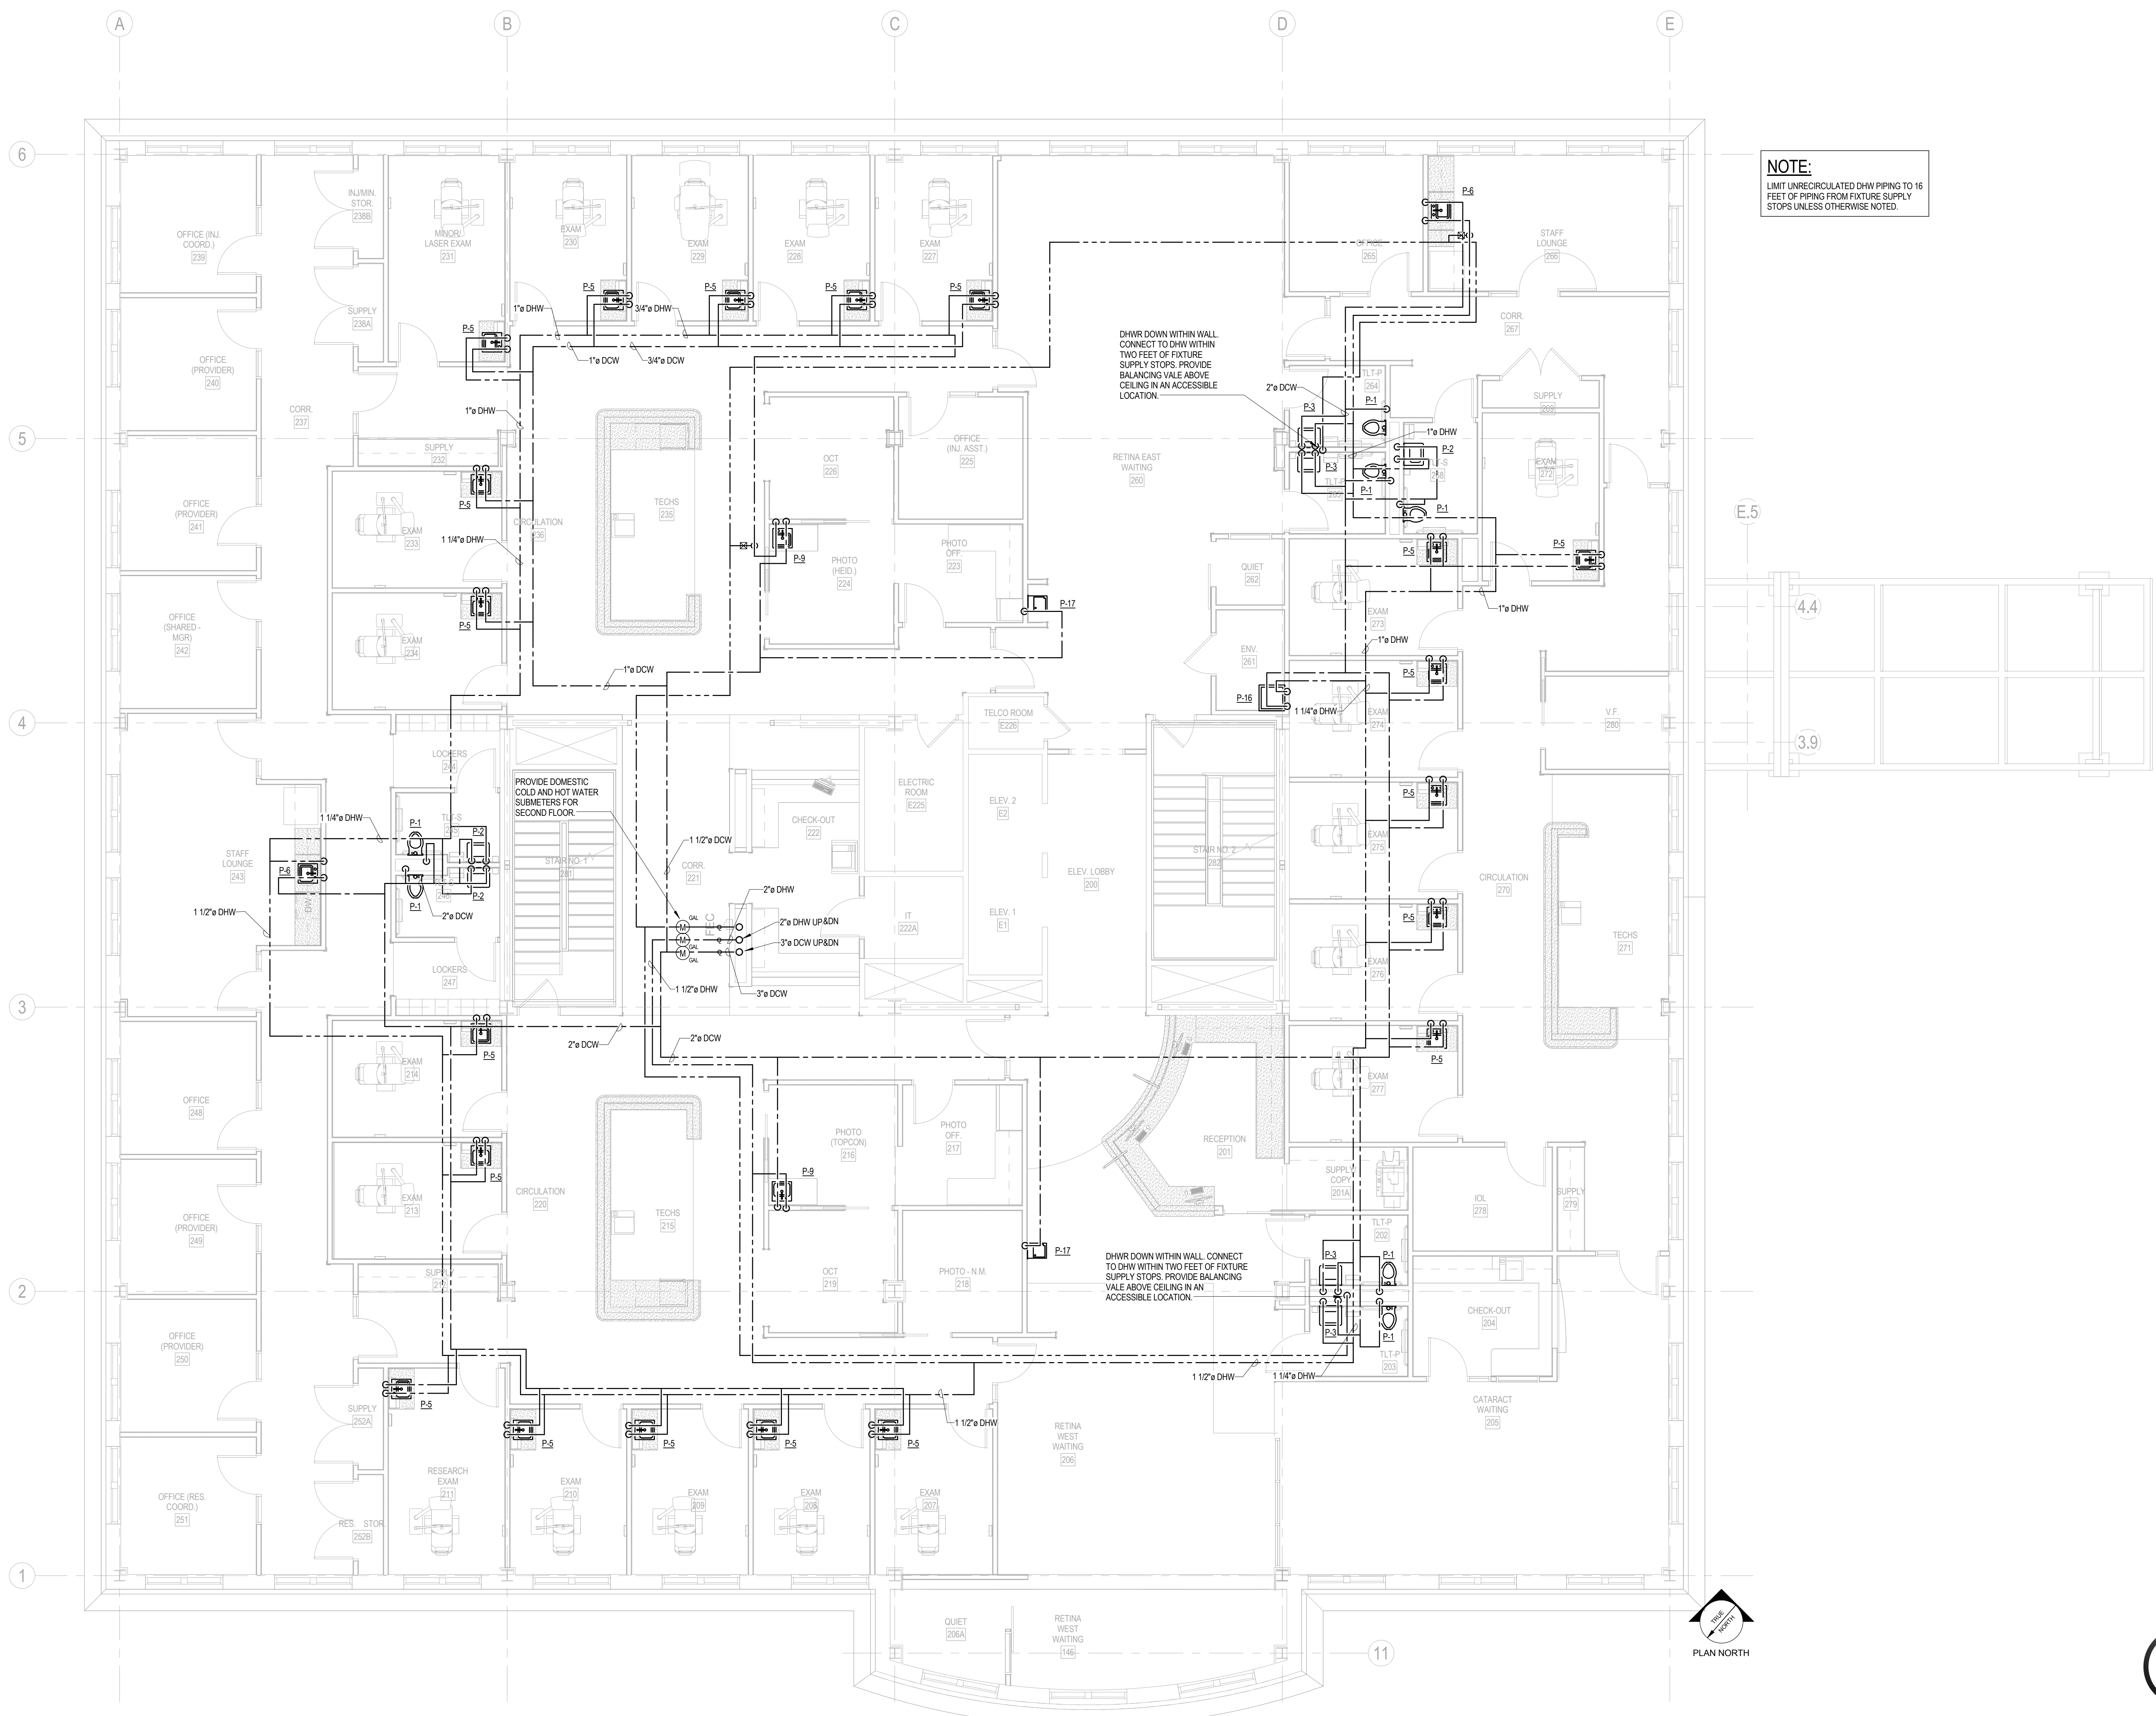 A
B
C
D
E
6
NOTE:
LIMIT UNRECIRCULATED DHW PIPING TO 16
FEET OF PIPING FROM FIXTURE SUPPLY
STOPS UNLESS OTHERWISE NOTED.
INJ/MIN.
STOR.
238B
OFFICE (INJ.
COORD.)
239
MINOR/
LASER EXAM
231
EXAM
230
EXAM
229
EXAM
228
EXAM
227
OFFICE
265
STAFF
LOUNGE
266
P-6
SUPPLY
238A
P-5
P-5
P-5
P-5
P-5
1"ø DHW
3/4"ø DHW
1"ø DCW
3/4"ø DCW
CORR.
267
DHWR DOWN WITHIN WALL.
CONNECT TO DHW WITHIN
TWO FEET OF FIXTURE
SUPPLY STOPS. PROVIDE
BALANCING VALE ABOVE
CEILING IN AN ACCESSIBLE
LOCATION.
OFFICE
(PROVIDER)
240
CORR.
237
1"ø DHW
2"ø DCW
TLT-P
264
P-3
P-1
SUPPLY
5
SUPPLY
232
OCT
226
OFFICE
(INJ. ASST.)
225
RETINA EAST
WAITING
260
1"ø DHW
P-2
P-3
P-1
P-1
EXAM
272
OFFICE
(PROVIDER)
241
P-5
EXAM
233
CIRCULATION
236
TECHS
235
1 1/4"ø DHW
P-9
PHOTO
(HEID.)
224
PHOTO
OFF.
223
QUIET
262
P-5
P-5
E.5
OFFICE
(SHARED -
MGR)
242
P-5
EXAM
234
P-17
EXAM
273
1"ø DHW
4.4
ENV.
261
1"ø DHW
1"ø DCW
P-5
P-16
1 1/4"ø DHW
EXAM
274
4
TELCO ROOM
E226
V.F.
280
3.9
LOCKERS
244
PROVIDE DOMESTIC
COLD AND HOT WATER
SUBMETERS FOR
SECOND FLOOR.
ELECTRIC
ROOM
E225
ELEV. 2
E2
P-5
1 1/4"ø DHW
P-1
TLT-S
P-2
CHECK-OUT
222
EXAM
275
STAFF
LOUNGE
243
P-6
STAIR NO. 1
281
1 1/2"ø DCW
CORR.
221
STAIR NO. 2
282
ELEV. LOBBY
200
CIRCULATION
270
DW
P-2
P-1
246
2"ø DCW
1 1/2"ø DHW
2"ø DHW
GAL
FEC
M
2"ø DHW UP&DN
M
GAL
3"ø DCW UP&DN
M
GAL
IT
222A
ELEV. 1
E1
P-5
TECHS
271
LOCKERS
247
1 1/2"ø DHW
3"ø DCW
EXAM
276
3
2"ø DCW
2"ø DCW
P-5
P-5
EXAM
214
EXAM
277
OFFICE
248
PHOTO
(TOPCON)
216
PHOTO
OFF.
217
RECEPTION
201
P-5
EXAM
213
CIRCULATION
220
TECHS
215
P-9
SUPPLY
COPY
201A
IOL
278
SUPPLY
279
OFFICE
(PROVIDER)
249
TLT-P
202
P-17
DHWR DOWN WITHIN WALL. CONNECT
TO DHW WITHIN TWO FEET OF FIXTURE
SUPPLY STOPS. PROVIDE BALANCING
VALE ABOVE CEILING IN AN
ACCESSIBLE LOCATION.
P-3
P-1
SUPPLY
OCT
219
PHOTO - N.M.
218
2
CHECK-OUT
204
P-3
P-1
OFFICE
(PROVIDER)
250
TLT-P
203
1 1/2"ø DHW
1 1/4"ø DHW
P-5
SUPPLY
252A
1 1/2"ø DHW
CATARACT
WAITING
205
RETINA
WEST
WAITING
206
P-5
P-5
P-5
P-5
RESEARCH
EXAM
211
EXAM
210
EXAM
209
EXAM
EXAM
207
OFFICE (RES.
COORD.)
251
RES. STOR.
252B
1
TRUE
NORTH
PLAN NORTH
QUIET
206A
RETINA
WEST
WAITING
146
11